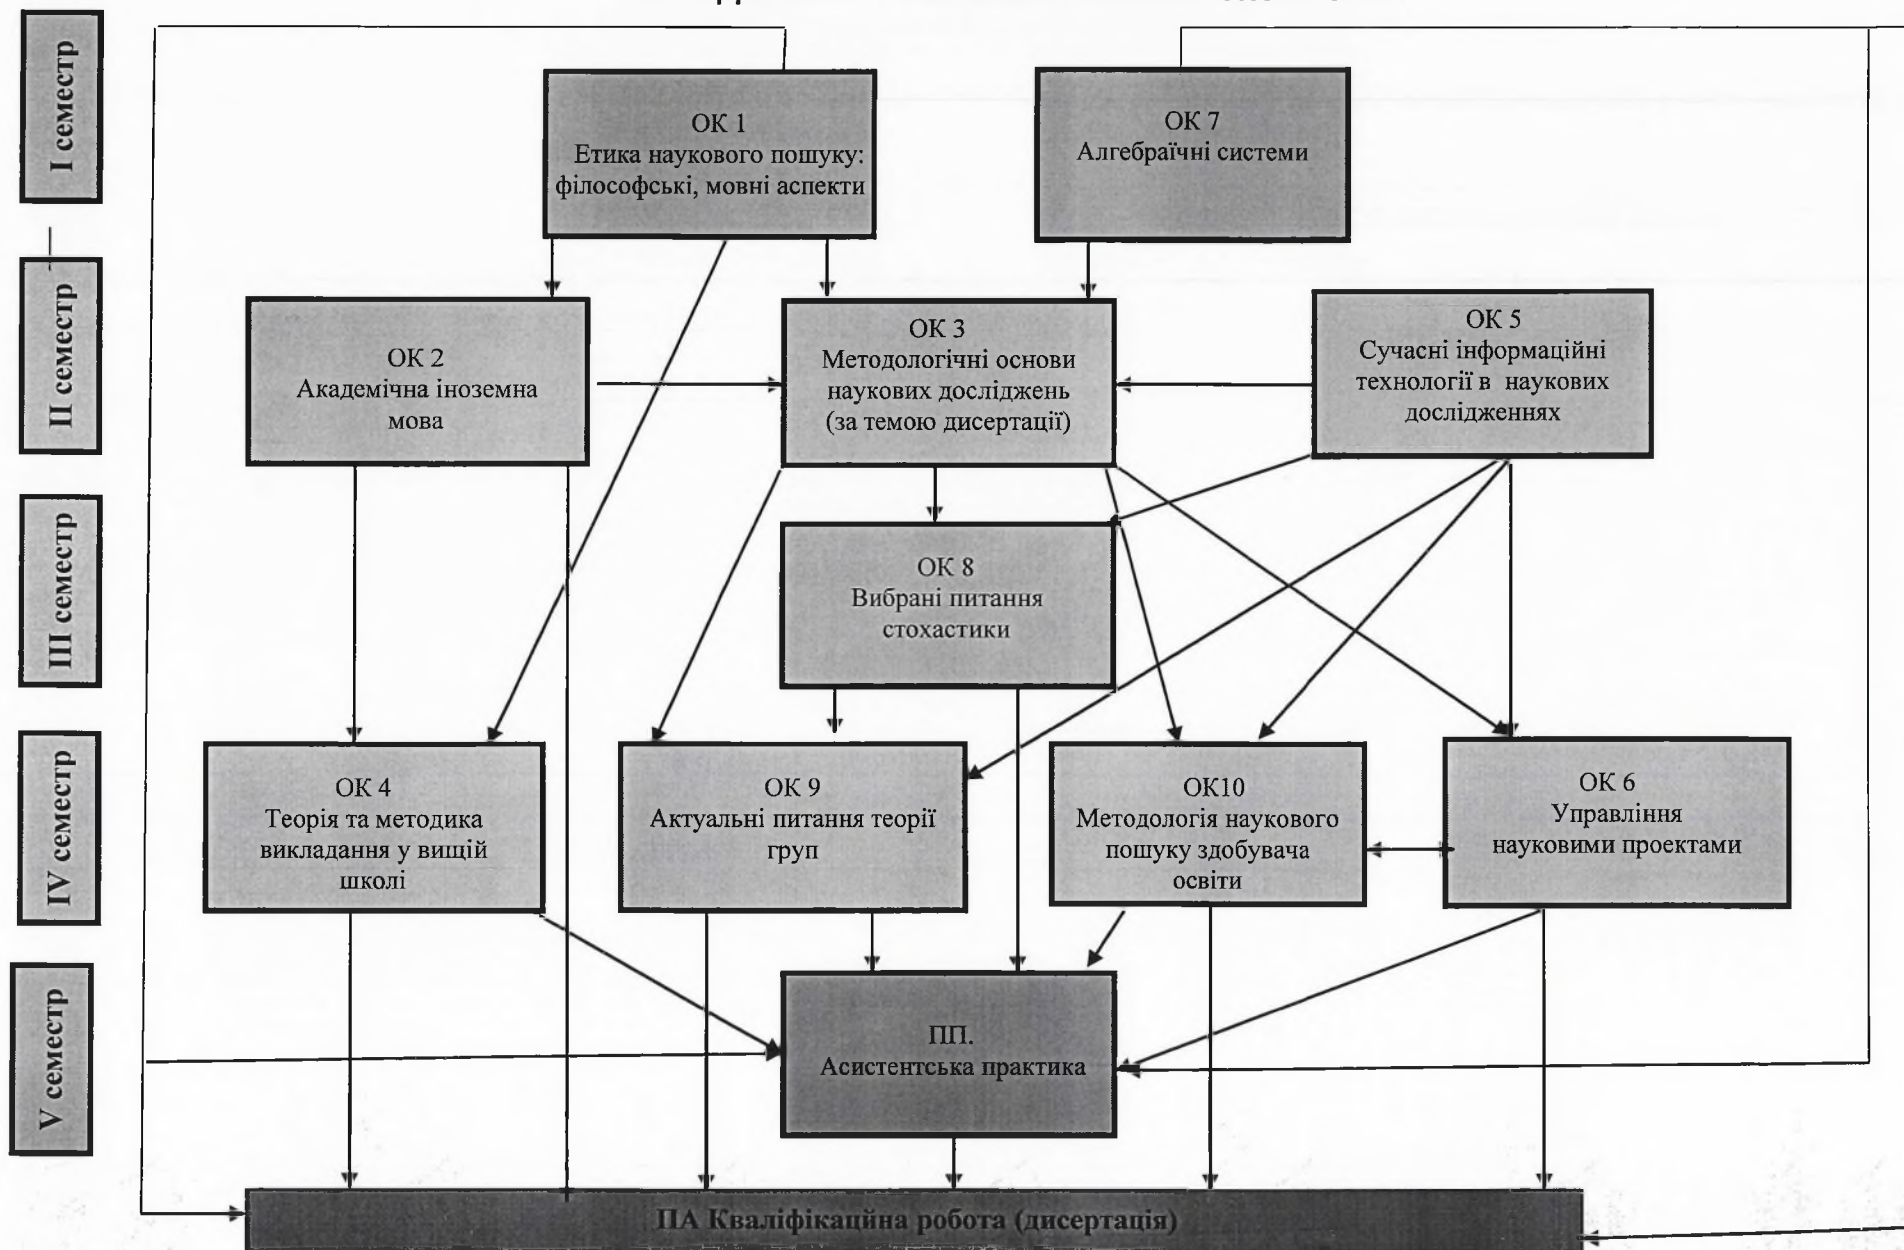 I семестр
ОК 1
Етика наукового пошуку:
філософські, мовні аспекти
ОК 7
Алгебраїчні системи
II семестр
ОК 2
Академічна іноземна
мова
ОК 3
Методологічні основи
наукових досліджень
(за темою дисертації)
ОК 5
Сучасні інформаційні
технології в наукових
дослідженнях
III семестр
ОК 8
Вибрані питання
стохастики
IV семестр
ОК 4
Теорія та методика
викладання у вищій
школі
ОК 9
Актуальні питання теорії
груп
ОК10
Методологія наукового
пошуку здобувача
освіти
ОК 6
Управління
науковими проектами
V семестр
ПП.
Асистентська практика
ПА Кваліфікаційна робота (дисертація)